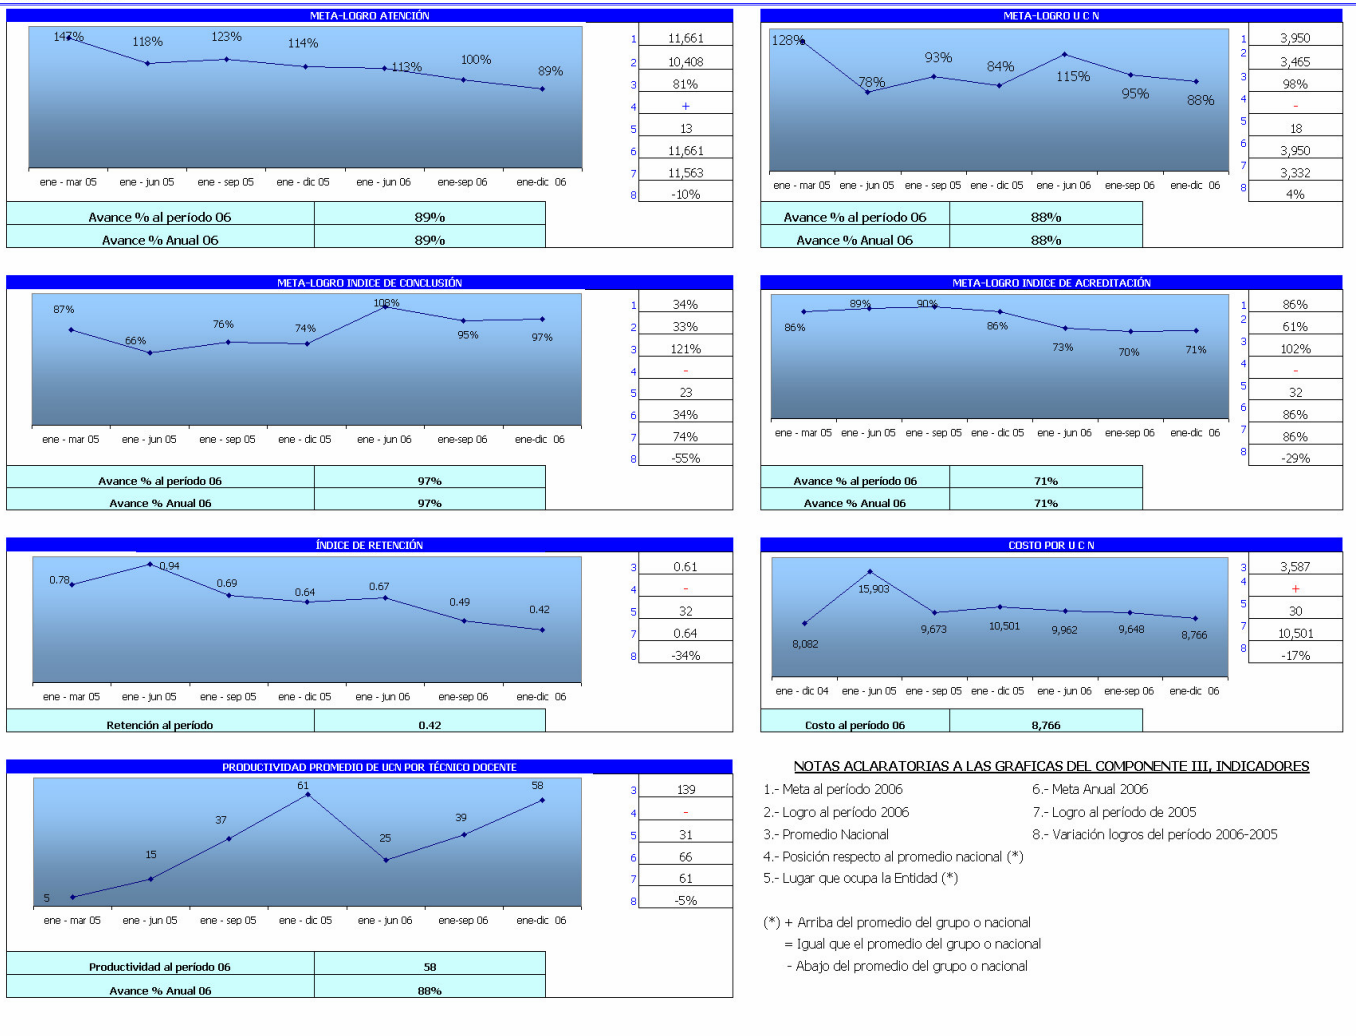 META-LOGRO ATENCIÓN
147%
118%
123%
114%
113%
100%
89%
ene - mar 05 ene - jun 05 ene - sep 05 ene - dic 05 ene - jun 06 ene-sep 06 ene-dic 06
1 11,661
2 10,408
3 81%
4 +
5 13
6 11,661
7 11,563
8 -10%
Avance % al período 06 89%
Avance % Anual 06 89%
META-LOGRO U C N
128%
78%
93%
84%
115%
95%
88%
ene - mar 05 ene - jun 05 ene - sep 05 ene - dic 05 ene - jun 06 ene-sep 06 ene-dic 06
1 3,950
2 3,465
3 98%
4 -
5 18
6 3,950
7 3,332
8 4%
Avance % al período 06 88%
Avance % Anual 06 88%
META-LOGRO INDICE DE CONCLUSIÓN
87%
66%
76%
74%
108%
95%
97%
ene - mar 05 ene - jun 05 ene - sep 05 ene - dic 05 ene - jun 06 ene-sep 06 ene-dic 06
1 34%
2 33%
3 121%
4 -
5 23
6 34%
7 74%
8 -55%
Avance % al período 06 97%
Avance % Anual 06 97%
META-LOGRO INDICE DE ACREDITACIÓN
86%
89%
90%
86%
73%
70%
71%
ene - mar 05 ene - jun 05 ene - sep 05 ene - dic 05 ene - jun 06 ene-sep 06 ene-dic 06
1 86%
2 61%
3 102%
4 -
5 32
6 86%
7 86%
8 -29%
Avance % al período 06 71%
Avance % Anual 06 71%
ÍNDICE DE RETENCIÓN
0.78
0.94
0.69
0.64
0.67
0.49
0.42
ene - mar 05 ene - jun 05 ene - sep 05 ene - dic 05 ene - jun 06 ene-sep 06 ene-dic 06
3 0.61
4 -
5 32
7 0.64
8 -34%
Retención al período 0.42
COSTO POR U C N
8,082
15,903
9,673
10,501
9,962
9,648
8,766
ene - dic 04 ene - jun 05 ene - sep 05 ene - dic 05 ene - jun 06 ene-sep 06 ene-dic 06
3 3,587
4 +
5 30
7 10,501
8 -17%
Costo al período 06 8,766
PRODUCTIVIDAD PROMEDIO DE UCN POR TÉCNICO DOCENTE
5
15
37
61
25
39
58
ene - mar 05 ene - jun 05 ene - sep 05 ene - dic 05 ene - jun 06 ene-sep 06 ene-dic 06
3 139
4 -
5 31
6 66
7 61
8 -5%
Productividad al período 06 58
Avance % Anual 06 88%
NOTAS ACLARATORIAS A LAS GRAFICAS DEL COMPONENTE III, INDICADORES
1.- Meta al período 2006 6.- Meta Anual 2006
2.- Logro al período 2006 7.- Logro al período de 2005
3.- Promedio Nacional 8.- Variación logros del período 2006-2005
4.- Posición respecto al promedio nacional (*)
5.- Lugar que ocupa la Entidad (*)
(*) + Arriba del promedio del grupo o nacional
= Igual que el promedio del grupo o nacional
- Abajo del promedio del grupo o nacional